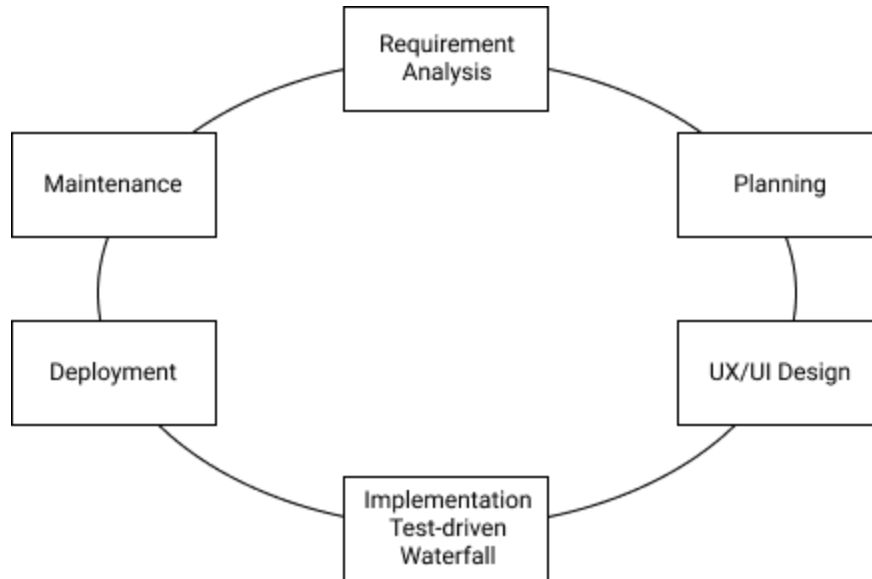 Requirement
Analysis
Maintenance
Planning
Deployment
UX/UI Design
Implementation
Test-driven
Waterfall